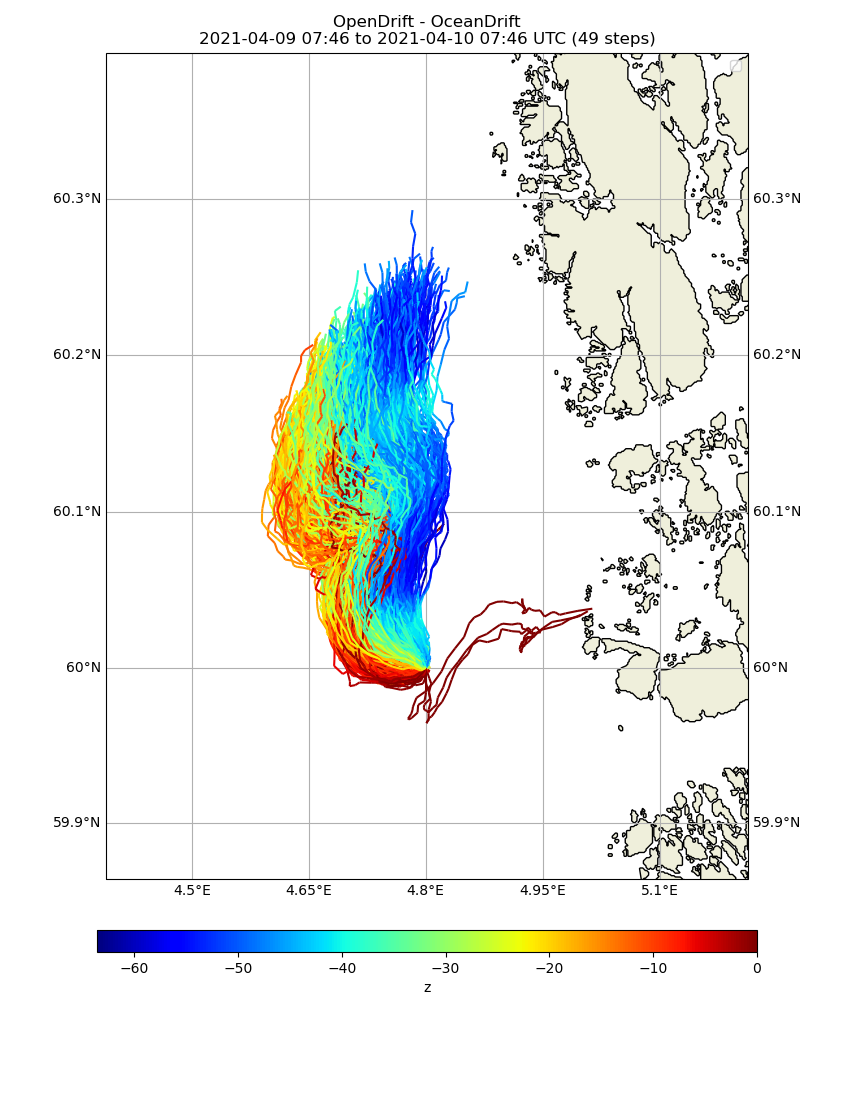 OpenDrift - OceanDrift
2021-04-09 07:46 to 2021-04-10 07:46 UTC (49 steps)
60.3°N 60.3°N
60.2°N 60.2°N
60.1°N 60.1°N
60°N 60°N
59.9°N 59.9°N
4.5°E 4.65°E 4.8°E 4.95°E 5.1°E
−60 −50 −40 −30 −20 −10 0
z